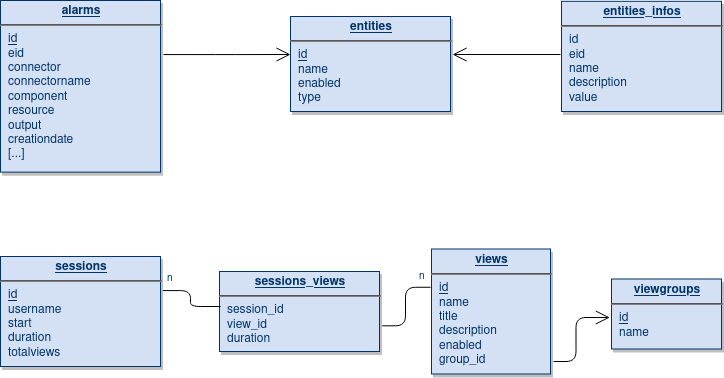 alarms
id
eid
connector
connectorname
component
resource
output
creationdate
[...]
entities
id
name
enabled
type
entities_infos
id
eid
name
description
value
sessions
id
username
start
duration
totalviews
n
sessions_views
session_id
view_id
duration
n
views
id
name
title
description
enabled
group_id
viewgroups
id
name